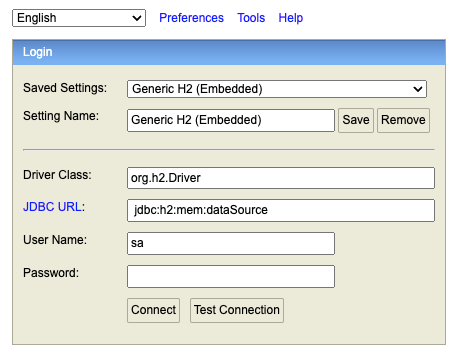 English Preferences Tools Help
Login
Saved Settings: Generic H2 (Embedded)
Setting Name: Generic H2 (Embedded) Save Remove
Driver Class: org.h2.Driver
JDBC URL: jdbc:h2:mem:dataSource
User Name: sa
Password:
Connect Test Connection